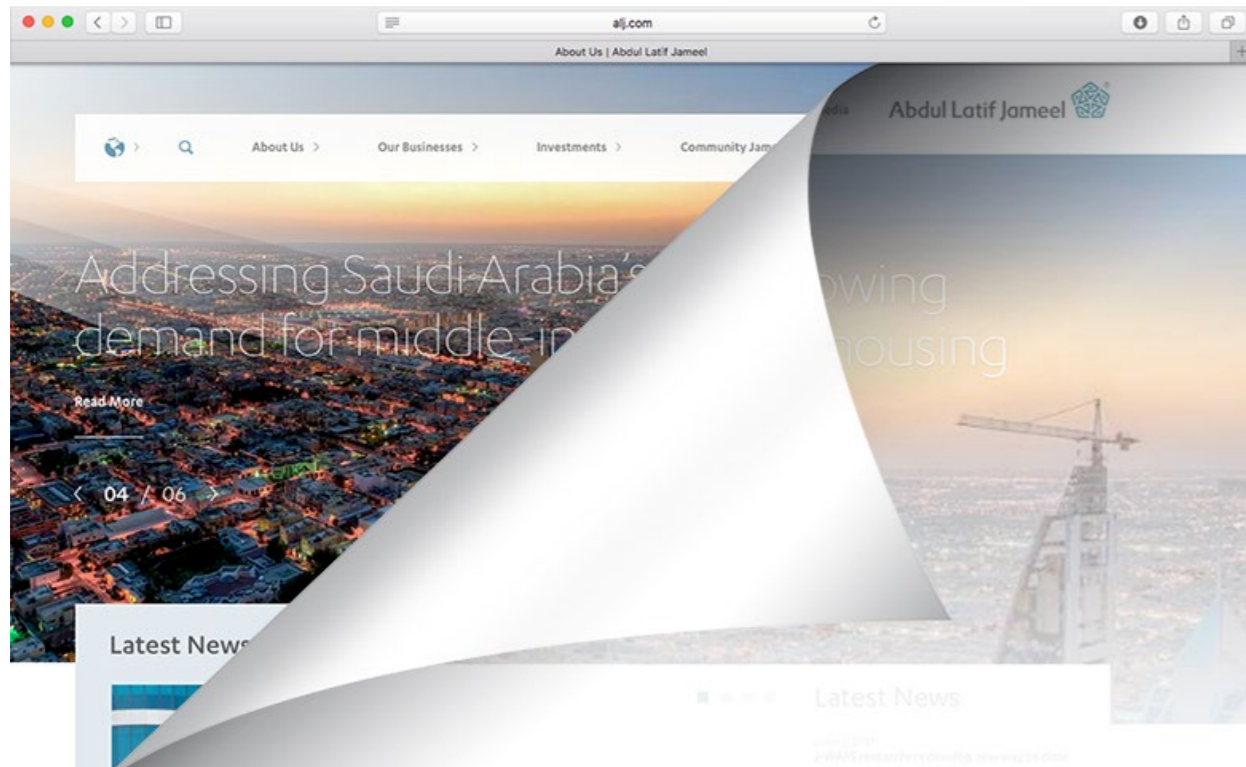 alj.com
About Us | Abdul Latif Jameel
Abdul Latif Jameel
About Us >
Our Businesses >
Investments >
Community Jam
Addressing Saudi Arabia's owing
demand for middle-in housing
Read More
< 04 / 06 >
Latest News
Latest News